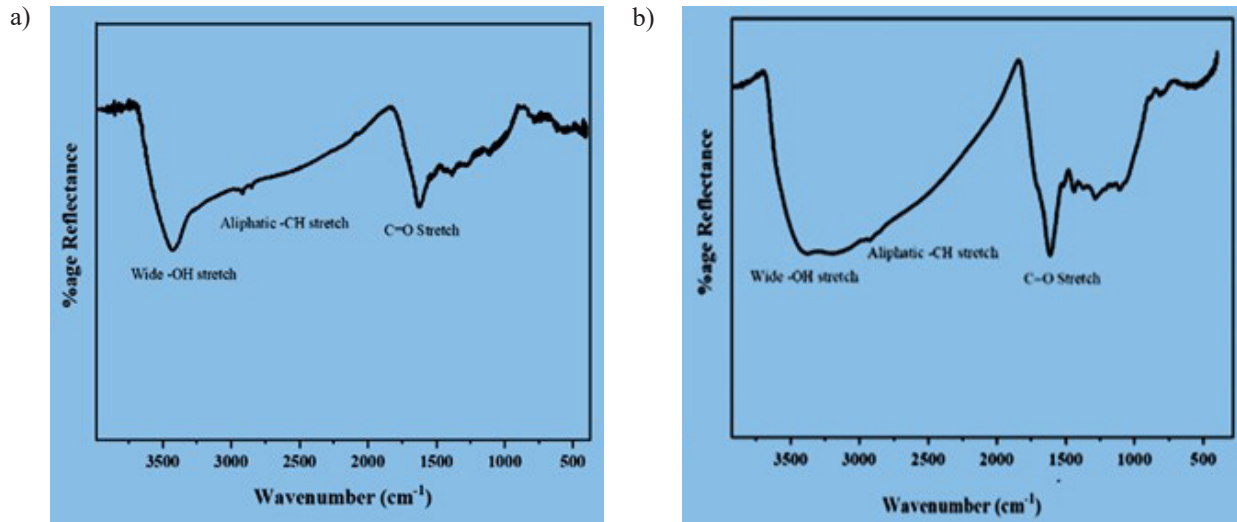 a)
%age Reflectance
Aliphatic -CH stretch
C=O Stretch
Wide -OH stretch
3500 3000 2500 2000 1500 1000 500
Wavenumber (cm⁻¹)
b)
%age Reflectance
Aliphatic -CH stretch
Wide -OH stretch
C=O Stretch
3500 3000 2500 2000 1500 1000 500
Wavenumber (cm⁻¹)